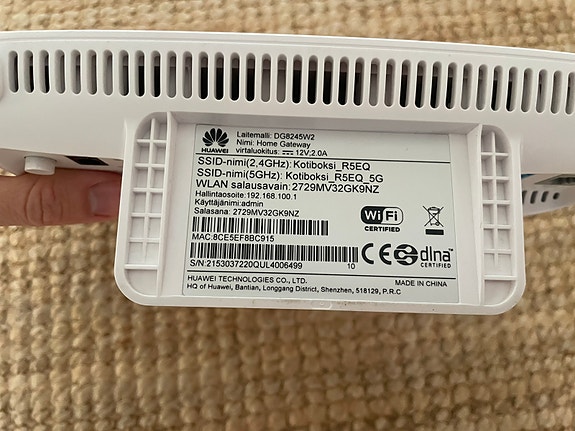 HUAWEI
Laitemalli: DG8245W2
Nimi: Home Gateway
virtaluokitus: 12V;2.0A
SSID-nimi(2,4GHz): Kotiboksi_R5EQ
SSID-nimi(5GHz): Kotiboksi_R5EQ_5G
WLAN salausavain: 2729MV32GK9NZ
Hallintaosoite:192.168.100.1
Käyttäjänimi:admin
Salasana: 2729MV32GK9NZ
Wi Fi
CERTIFIED
MAC:8CE5EF8BC915
CE
dlna
CERTIFIED
S/N:2153037220QUL4006499 10
HUAWEI TECHNOLOGIES CO., LTD. MADE IN CHINA
HQ of Huawei, Bantian, Longgang District, Shenzhen, 518129, P.R.C